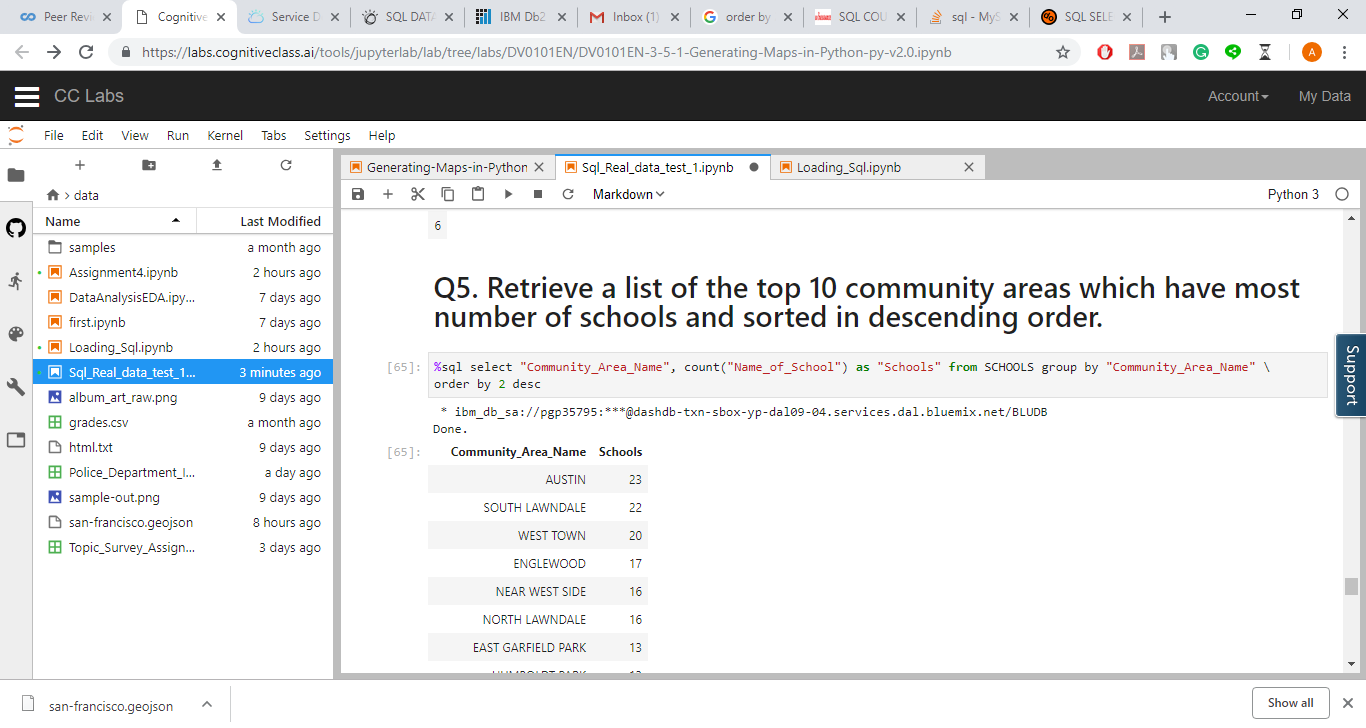 Peer Revi
Cognitive
Service D
SQL DATA
IBM Db2
Inbox (1)
order by
SQL COU
sql - MyS
SQL SELE
https://labs.cognitiveclass.ai/tools/jupyterlab/lab/tree/labs/DV0101EN/DV0101EN-3-5-1-Generating-Maps-in-Python-py-v2.0.ipynb
A
CC Labs
Account
My Data
File Edit View Run Kernel Tabs Settings Help
data
Name Last Modified
samples a month ago
Assignment4.ipynb 2 hours ago
DataAnalysisEDA.ipy... 7 days ago
first.ipynb 7 days ago
Loading_Sql.ipynb 2 hours ago
Sql_Real_data_test_1... 3 minutes ago
album_art_raw.png 9 days ago
grades.csv a month ago
html.txt 9 days ago
Police_Department_I... a day ago
sample-out.png 9 days ago
san-francisco.geojson 8 hours ago
Topic_Survey_Assign... 3 days ago
Generating-Maps-in-Python
Sql_Real_data_test_1.ipynb
Loading_Sql.ipynb
Markdown
Python 3
6
Q5. Retrieve a list of the top 10 community areas which have most
number of schools and sorted in descending order.
[65]: %sql select "Community_Area_Name", count("Name_of_School") as "Schools" from SCHOOLS group by "Community_Area_Name" \
order by 2 desc
* ibm_db_sa://pgp35795:***@dashdb-txn-sbox-yp-dal09-04.services.dal.bluemix.net/BLUDB
Done.
[65]: Community_Area_Name Schools
AUSTIN 23
SOUTH LAWNDALE 22
WEST TOWN 20
ENGLEWOOD 17
NEAR WEST SIDE 16
NORTH LAWNDALE 16
EAST GARFIELD PARK 13
Support
san-francisco.geojson
Show all